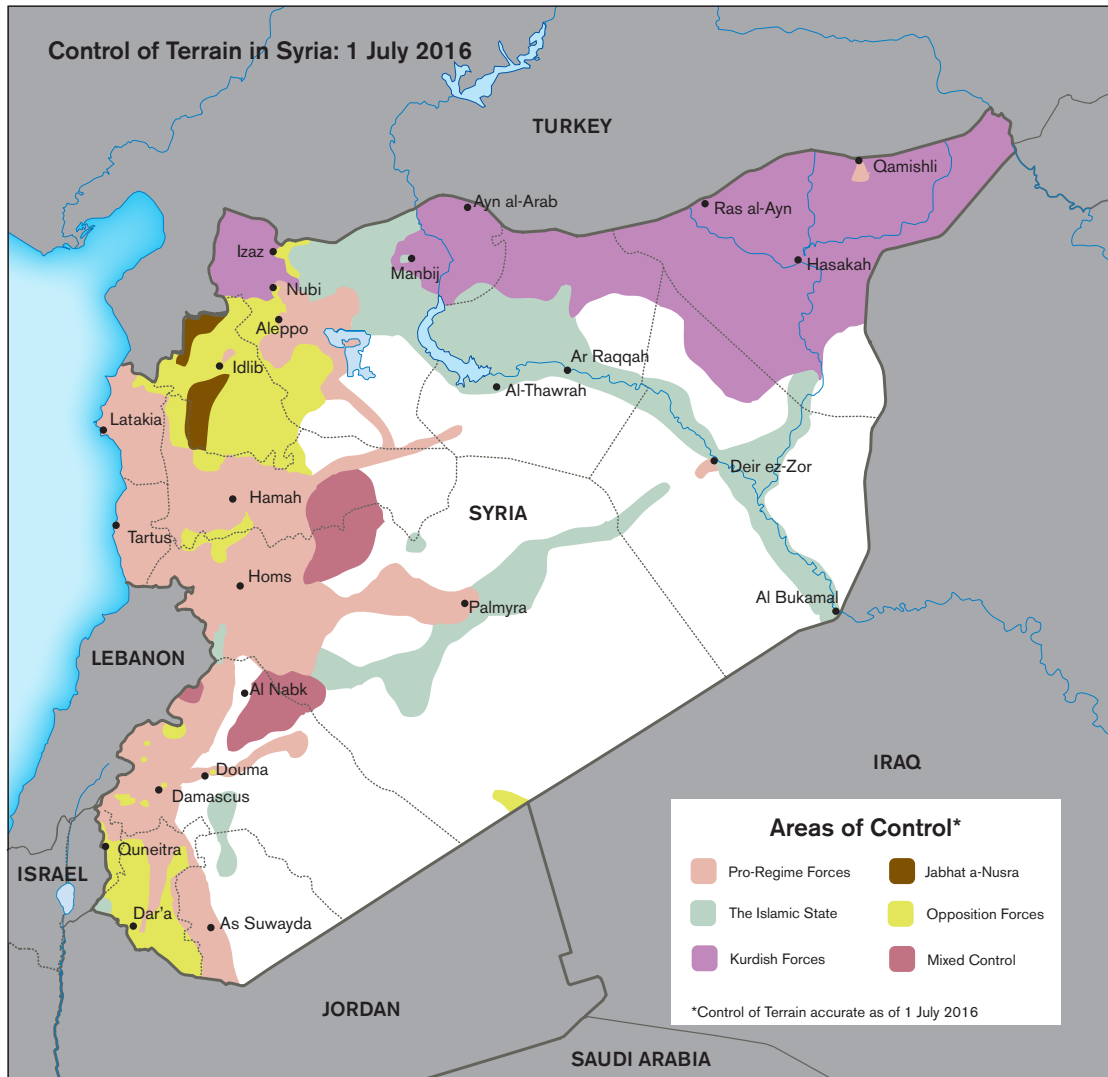 Control of Terrain in Syria: 1 July 2016
TURKEY
Qamishli
Ayn al-Arab
Ras al-Ayn
Izaz
Manbij
Hasakah
Nubi
Aleppo
Ar Raqqah
Idlib
Al-Thawrah
Latakia
Deir ez-Zor
Hamah
SYRIA
Tartus
Homs
Al Bukamal
Palmyra
LEBANON
Al Nabk
IRAQ
Douma
Damascus
Quneitra
ISRAEL
Dar'a
As Suwayda
JORDAN
SAUDI ARABIA
Areas of Control*
Pro-Regime Forces
Jabhat a-Nusra
The Islamic State
Opposition Forces
Kurdish Forces
Mixed Control
*Control of Terrain accurate as of 1 July 2016